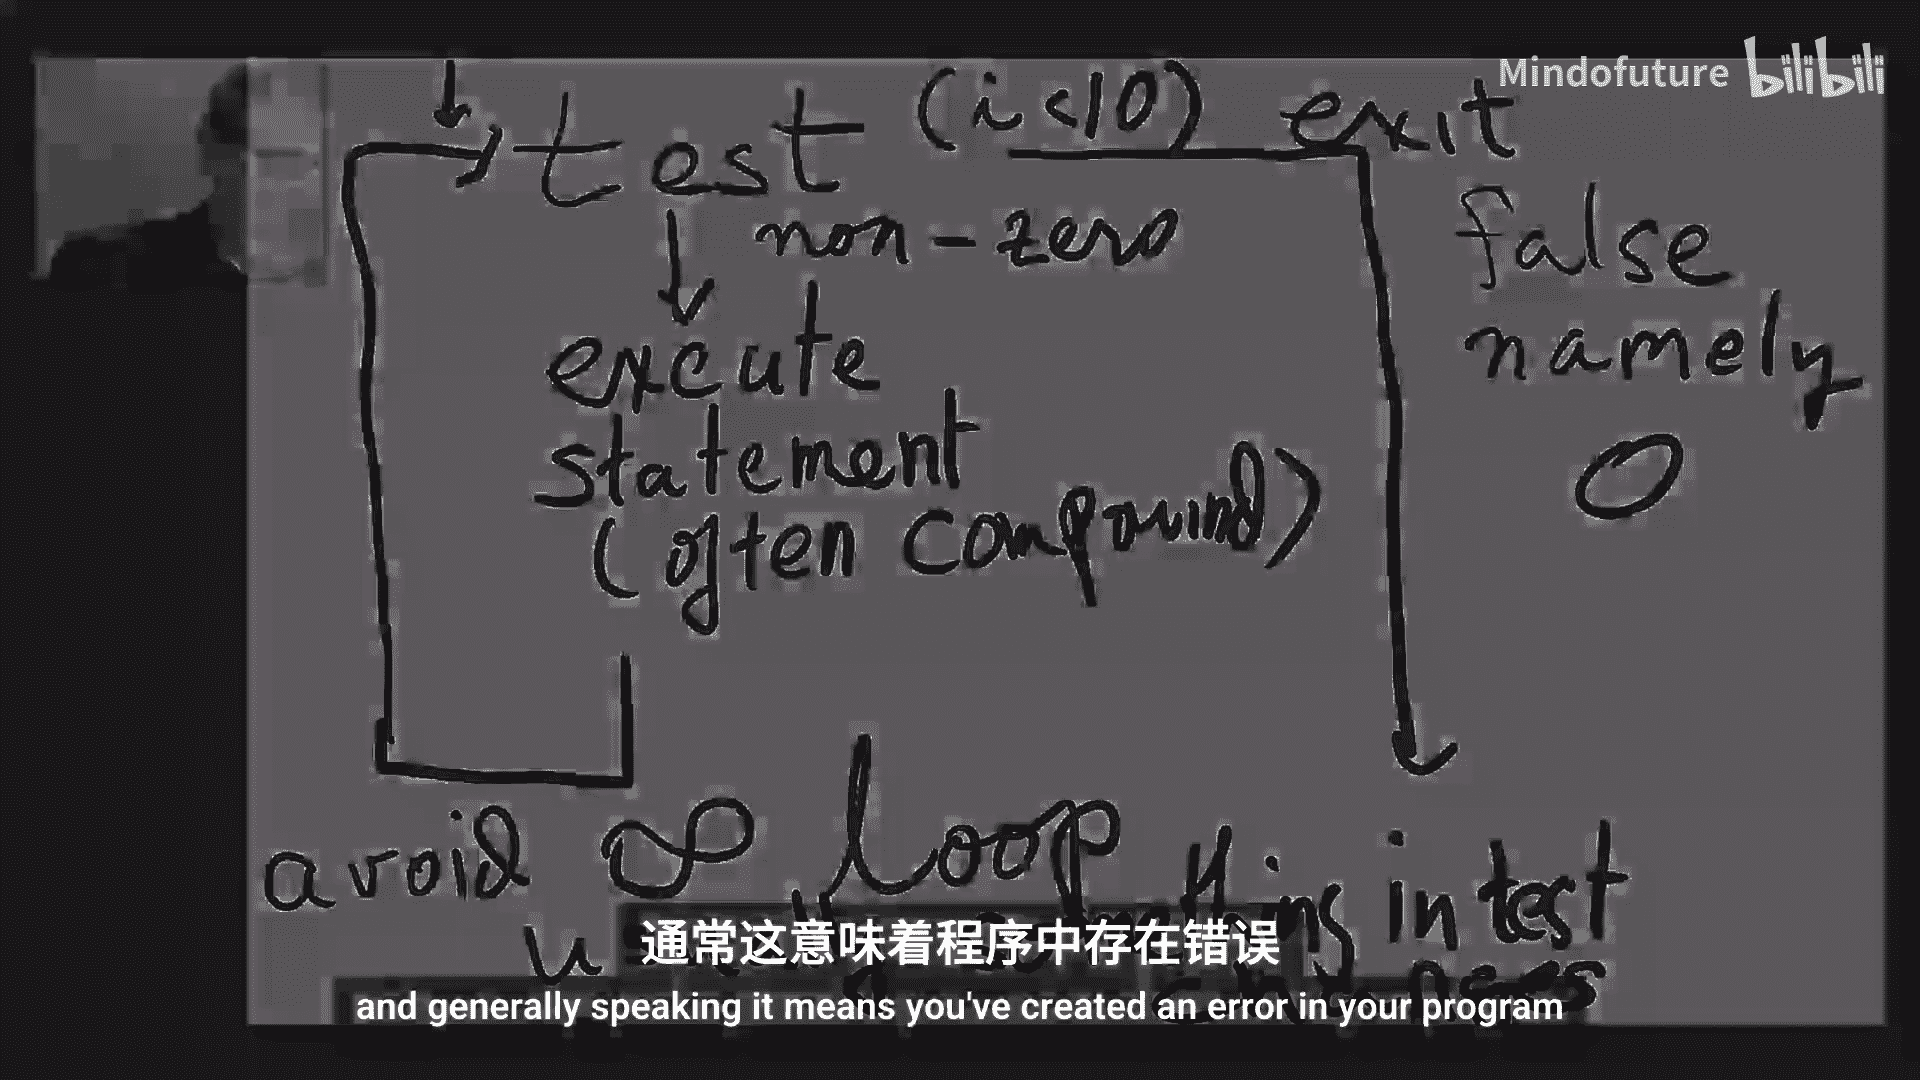 Mindofuture bilibili
test (i<10) exit
non-zero
false
namely
0
excute
statement
(often compound)
avoid ∞ loop
in test
通常这意味着程序中存在错误
and generally speaking it means you've created an error in your program